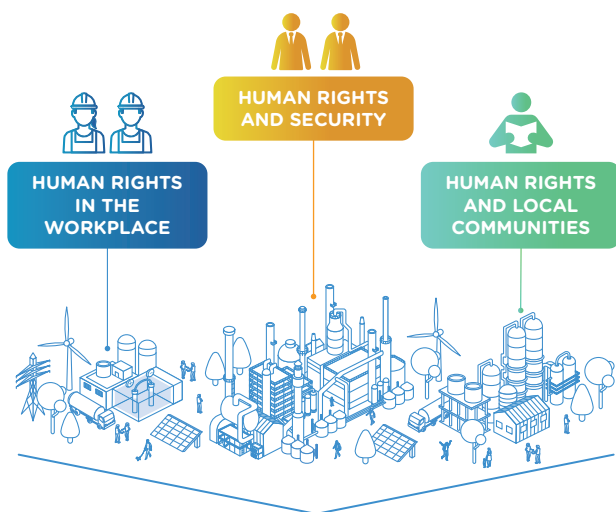 HUMAN RIGHTS
AND SECURITY
HUMAN RIGHTS
IN THE
WORKPLACE
HUMAN RIGHTS
AND LOCAL
COMMUNITIES